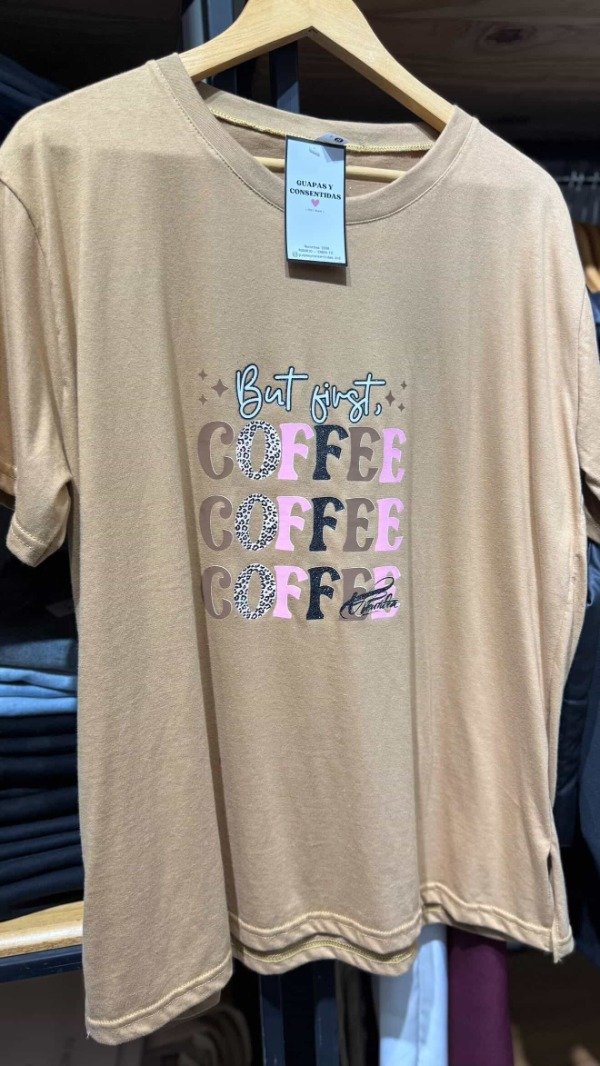 GUAPAS Y
CONSENTIDAS
But first,
COFFEE
COFFEE
COFFEE